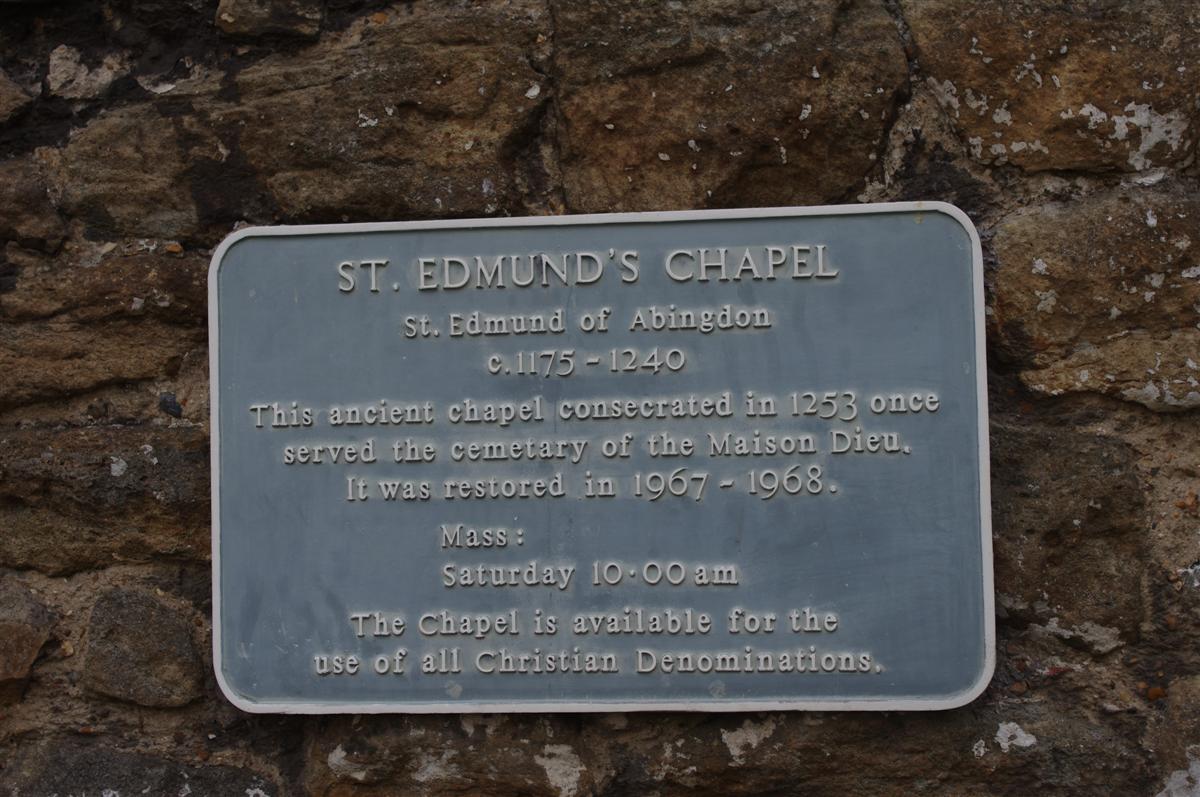 ST. EDMUND'S CHAPEL
St. Edmund of Abingdon
c.1175 - 1240
This ancient chapel consecrated in 1253 once
served the cemetary of the Maison Dieu.
It was restored in 1967 - 1968.
Mass:
Saturday 10·00 am
The Chapel is available for the
use of all Christian Denominations.